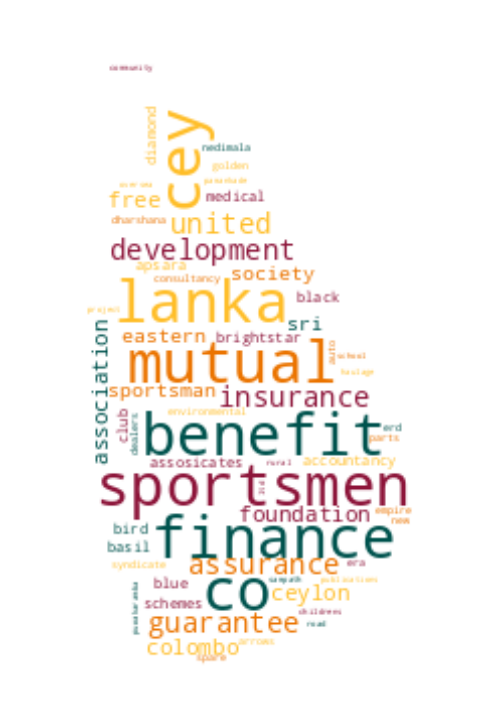 community
diamond
cey
nedimala
golden
free
medical
dharshana
united
development
apsara
consultancy
society
lanka
black
project
sri
association
eastern
brightstar
mutual
auto
school
haulage
sportsman
insurance
club
dealers
environmental
benefit
erd
parts
assosicates
rural
accountancy
sportsmen
ltd
foundation
empire
new
bird
finance
basil
syndicate
assurance
era
blue
co
sampath
publications
ceylon
schemes
childrens
guarantee
road
colombo
arrows
spare